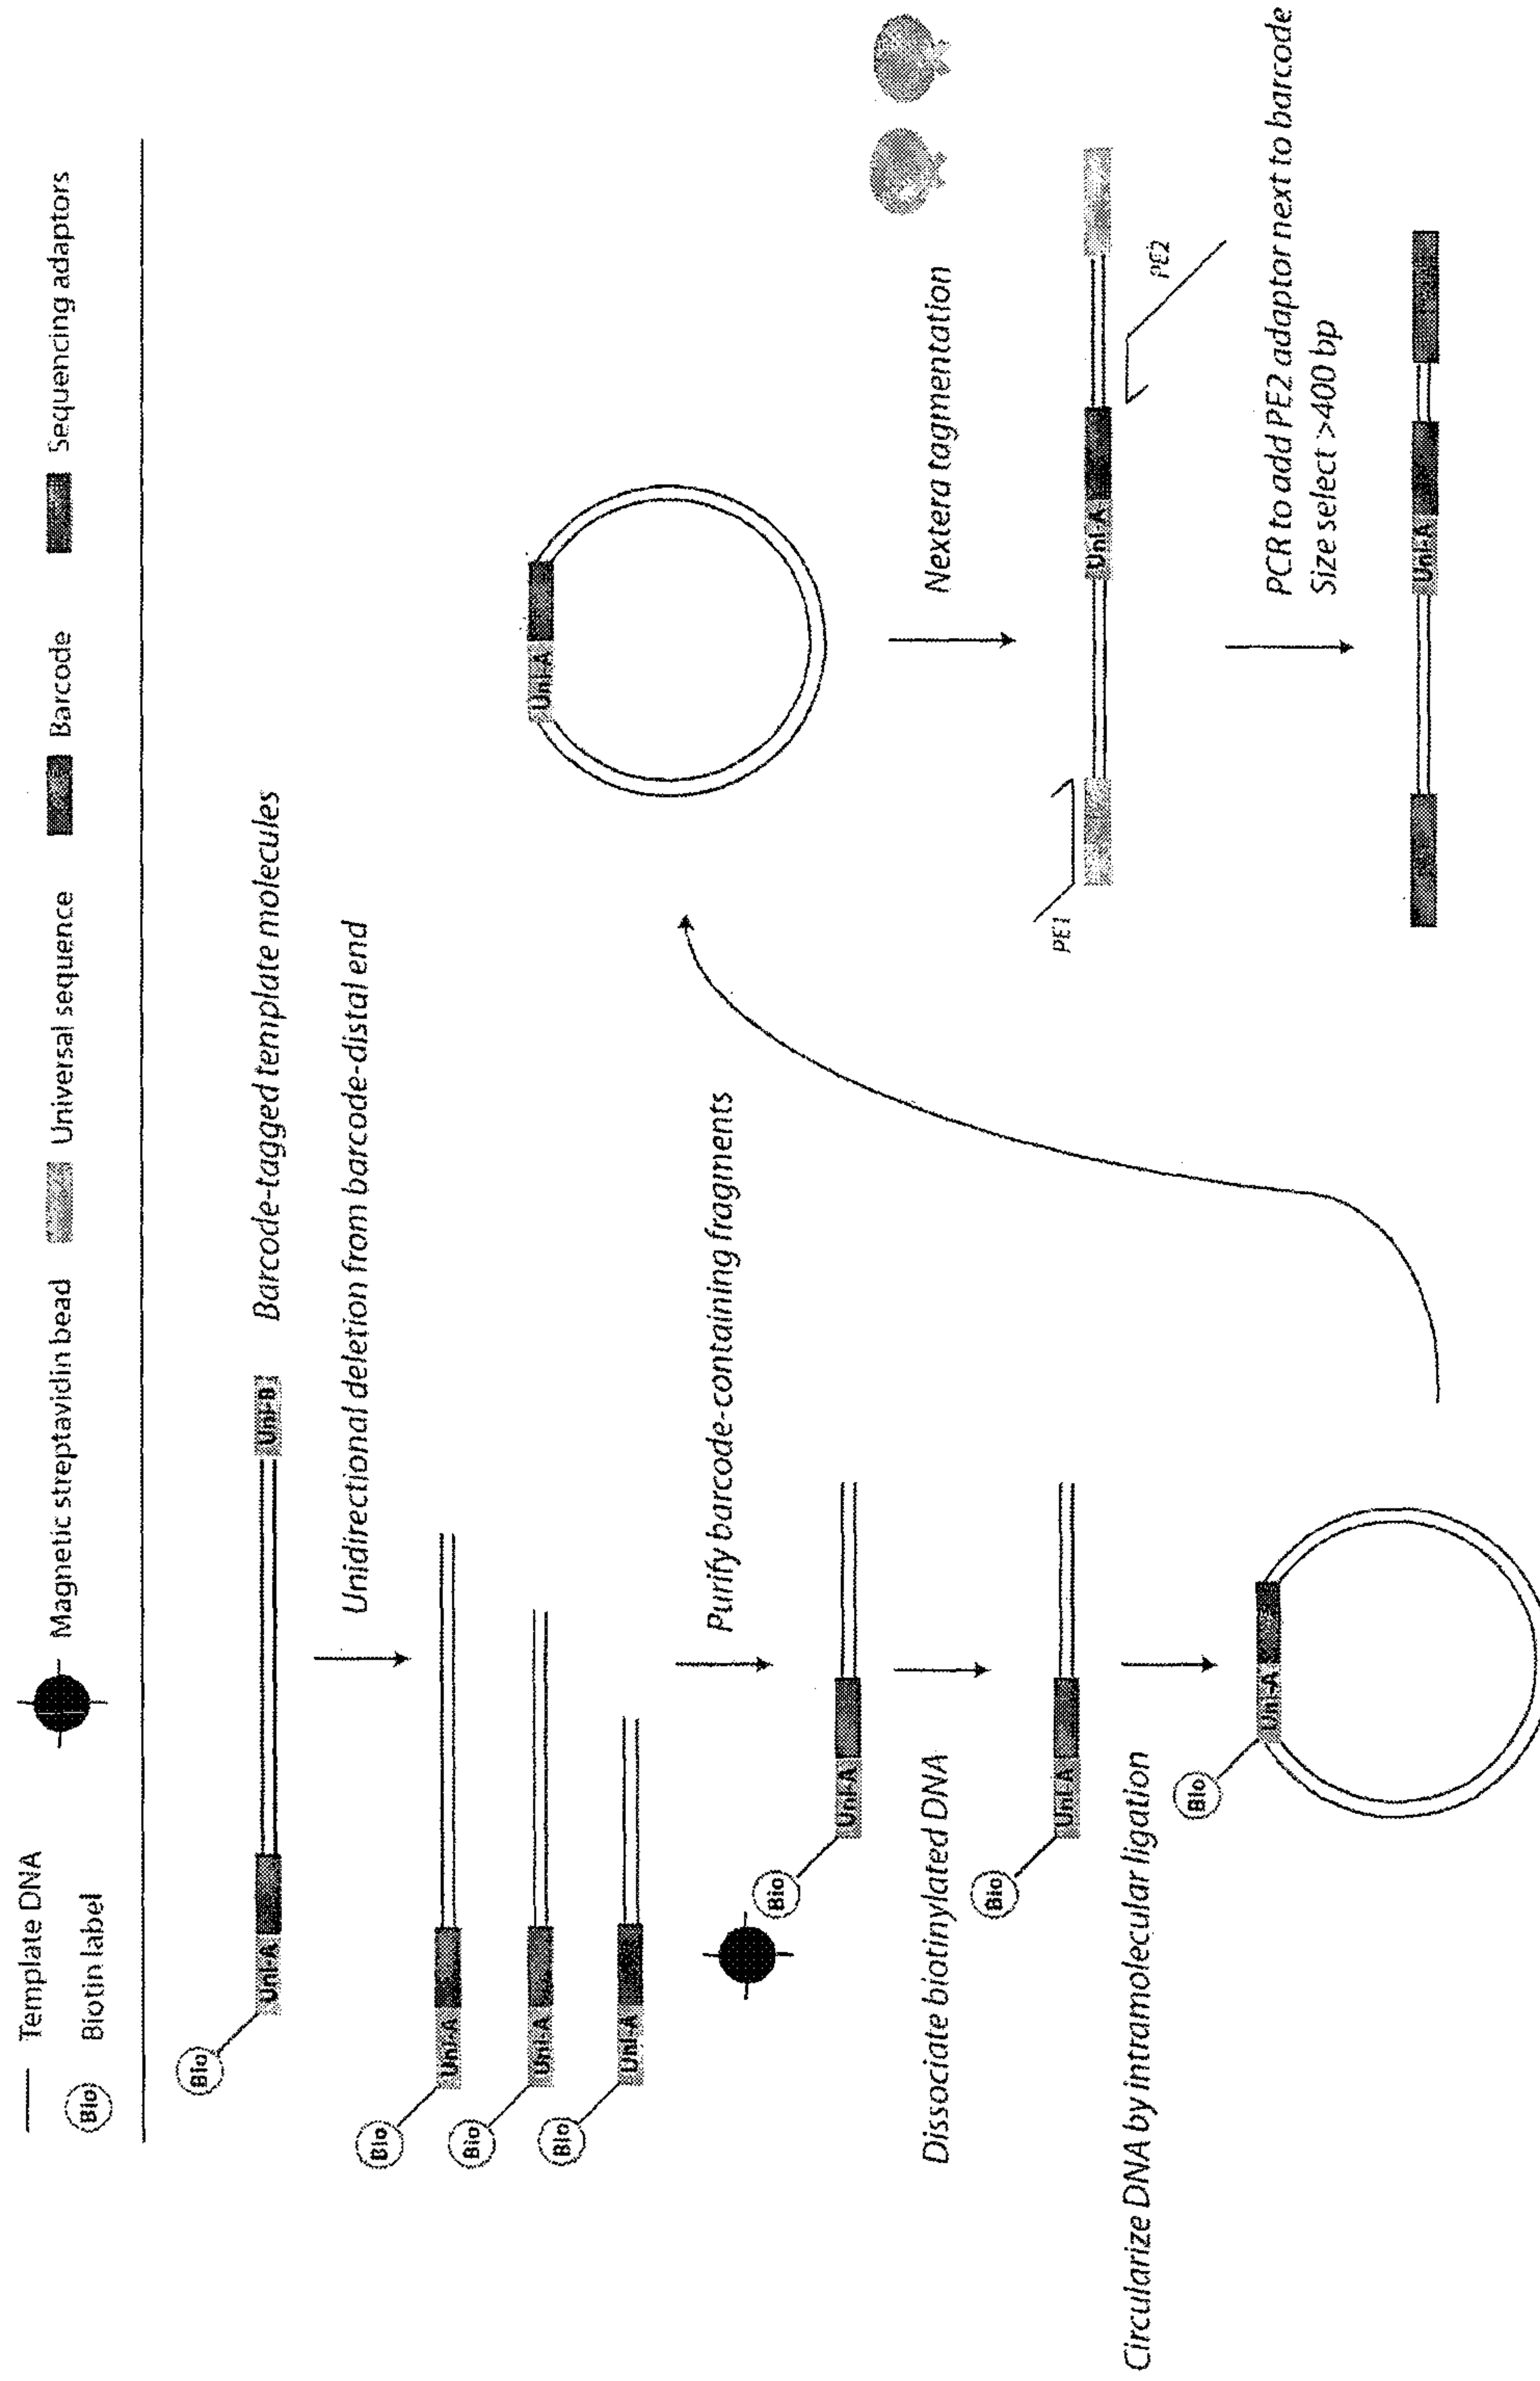 Template DNA
Magnetic streptavidin bead
Universal sequence
Barcode
Sequencing adaptors
Bio
Biotin label
Bio
Uni-A
Uni-B
Barcode-tagged template molecules
Unidirectional deletion from barcode-distal end
Bio
Uni-A
Bio
Uni-A
Bio
Uni-A
Purify barcode-containing fragments
Bio
Uni-A
Dissociate biotinylated DNA
Bio
Uni-A
Circularize DNA by intramolecular ligation
Bio
Uni-A
Uni-A
Nextera tagmentation
PE1
Uni-A
PE2
PCR to add PE2 adaptor next to barcode
Size select >400 bp
Uni-A